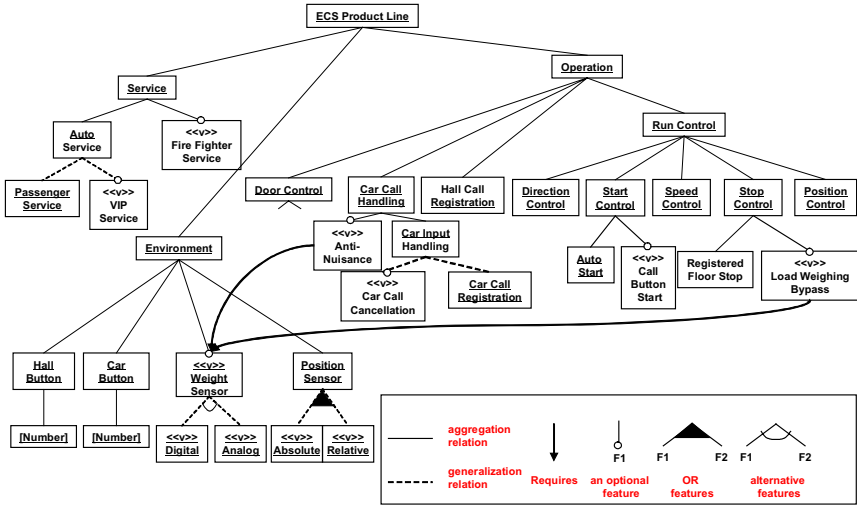 ECS Product Line
Service
Operation
Auto
Service
<<v>>
Fire Fighter
Service
Run Control
Passenger
Service
<<v>>
VIP
Service
Door Control
Car Call
Handling
Hall Call
Registration
Direction
Control
Start
Control
Speed
Control
Stop
Control
Position
Control
Environment
<<v>>
Anti-
Nuisance
Car Input
Handling
Auto
Start
<<v>>
Call
Button
Start
Registered
Floor Stop
<<v>>
Load Weighing
Bypass
<<v>>
Car Call
Cancellation
Car Call
Registration
Hall
Button
Car
Button
<<v>>
Weight
Sensor
Position
Sensor
[Number]
[Number]
<<v>>
Digital
<<v>>
Analog
<<v>>
Absolute
<<v>>
Relative
aggregation
relation
generalization
relation
Requires
F1
an optional
feature
F1
F2
OR
features
F1
F2
alternative
features